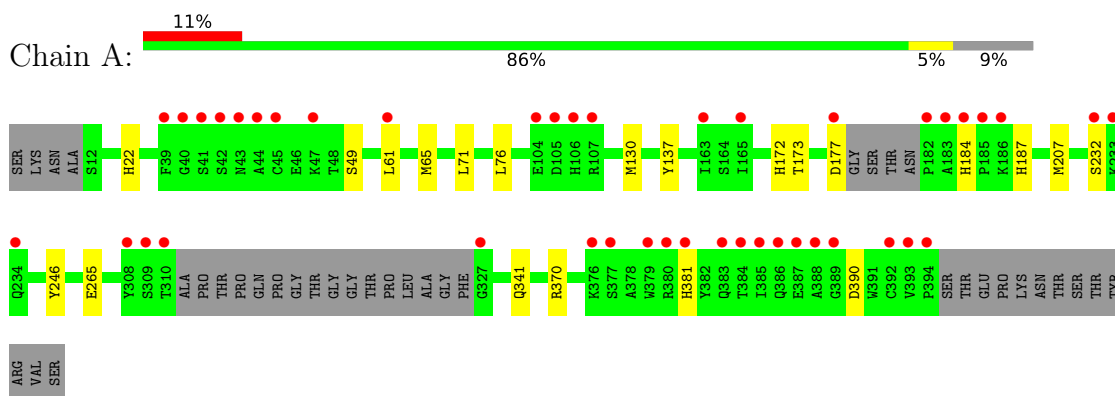 11%
Chain A:
86% 5% 9%
SER LYS ASN ALA S12 H22 F39 G40 S41 S42 N43 A44 C45 E46 K47 T48 S49 L61 M65 L71 L76 E104 D105 H106 R107 M130 Y137 I163 S164 I165 H172 T173 D177 GLY SER THR ASN P182 A183 H184 P185 K186 H187 M207 S232 K233
Q234 Y246 E265 Y308 S309 T310 ALA PRO THR PRO GLN PRO GLY THR GLY GLY THR PRO LEU ALA GLY PHE G327 Q341 R370 K376 S377 A378 W379 R380 H381 Y382 Q383 T384 I385 Q386 E387 A388 G389 D390 W391 C392 V393 P394 SER THR GLU PRO LYS ASN THR SER THR TYR
ARG VAL SER